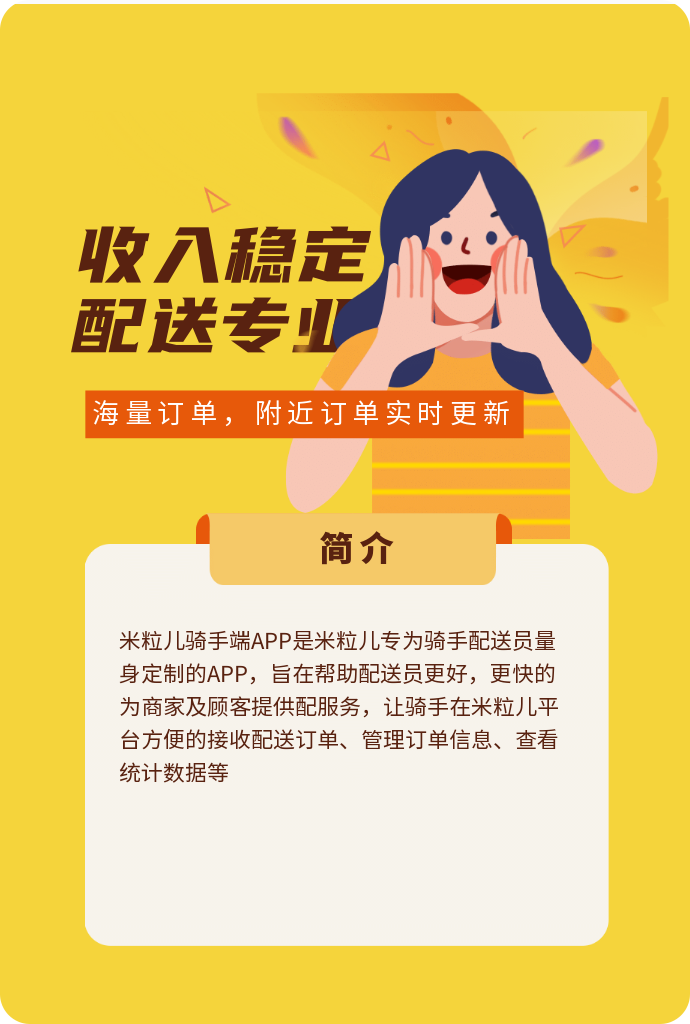 收入稳定
配送专业
海量订单，附近订单实时更新
简介
米粒儿骑手端APP是米粒儿专为骑手配送员量
身定制的APP，旨在帮助配送员更好，更快的
为商家及顾客提供配服务，让骑手在米粒儿平
台方便的接收配送订单、管理订单信息、查看
统计数据等